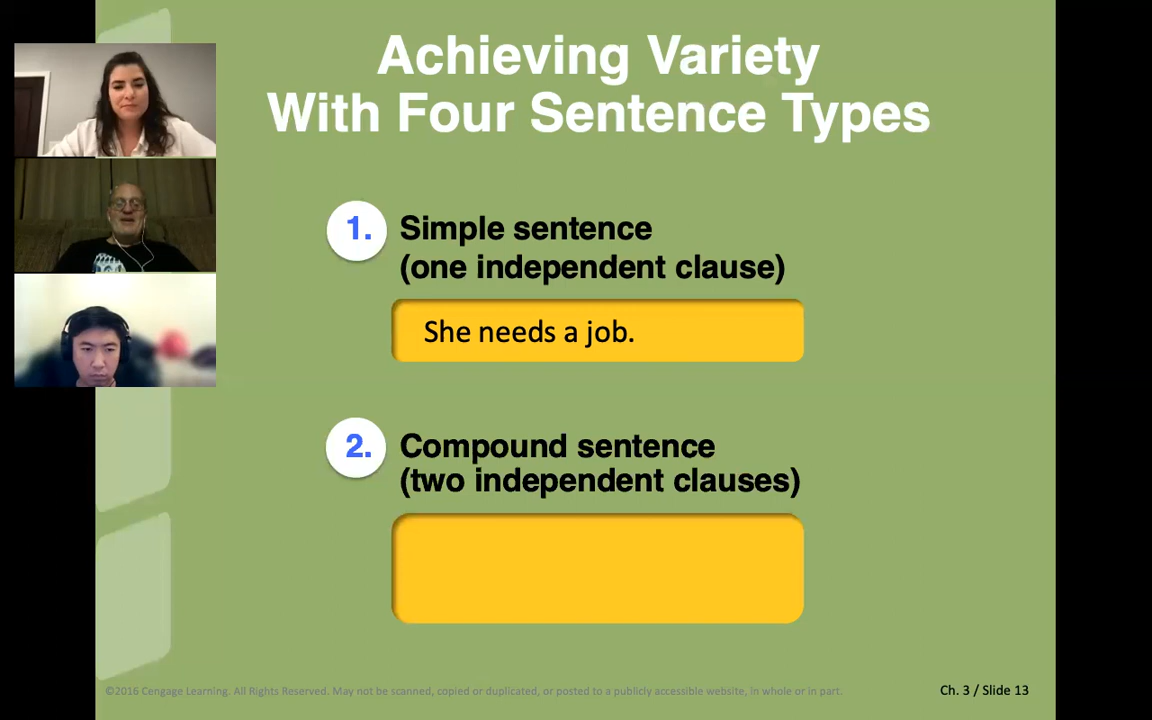 Achieving Variety
With Four Sentence Types
1. Simple sentence
(one independent clause)
She needs a job.
2. Compound sentence
(two independent clauses)
©2016 Cengage Learning. All Rights Reserved. May not be scanned, copied or duplicated, or posted to a publicly accessible website, in whole or in part.
Ch. 3 / Slide 13